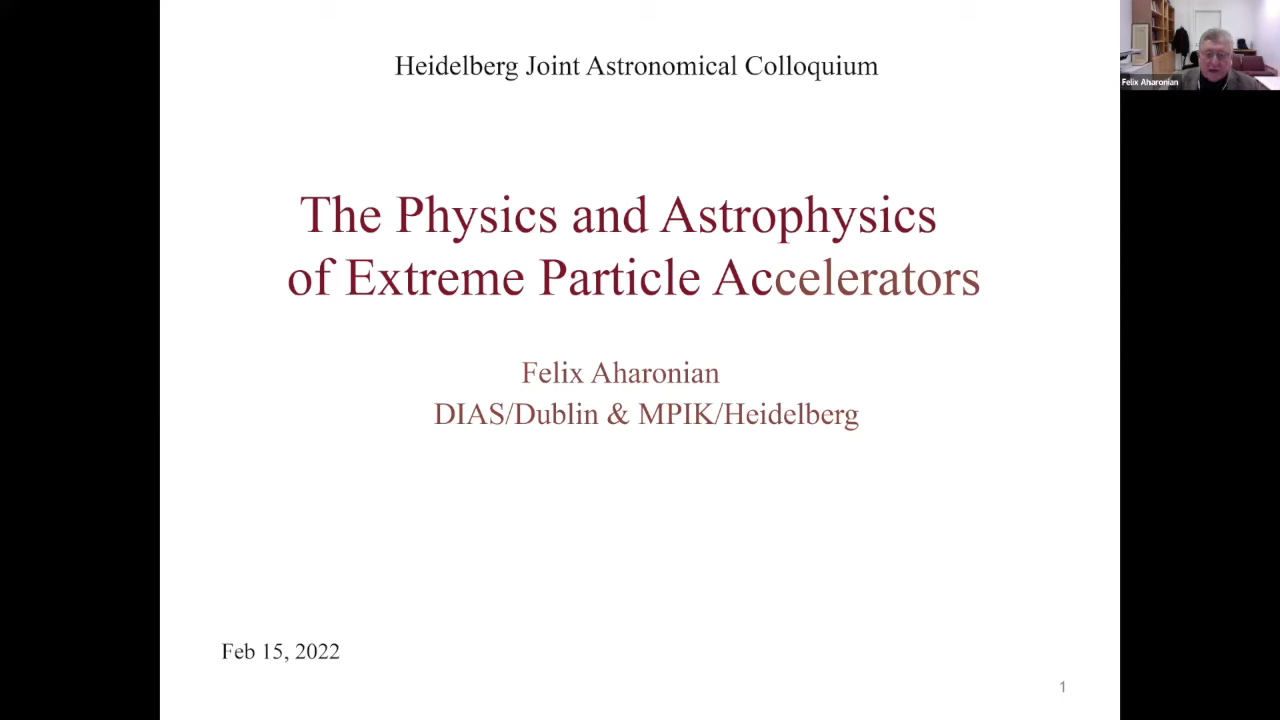 Heidelberg Joint Astronomical Colloquium
Felix Aharonian
The Physics and Astrophysics
of Extreme Particle Accelerators
Felix Aharonian
DIAS/Dublin & MPIK/Heidelberg
Feb 15, 2022
1